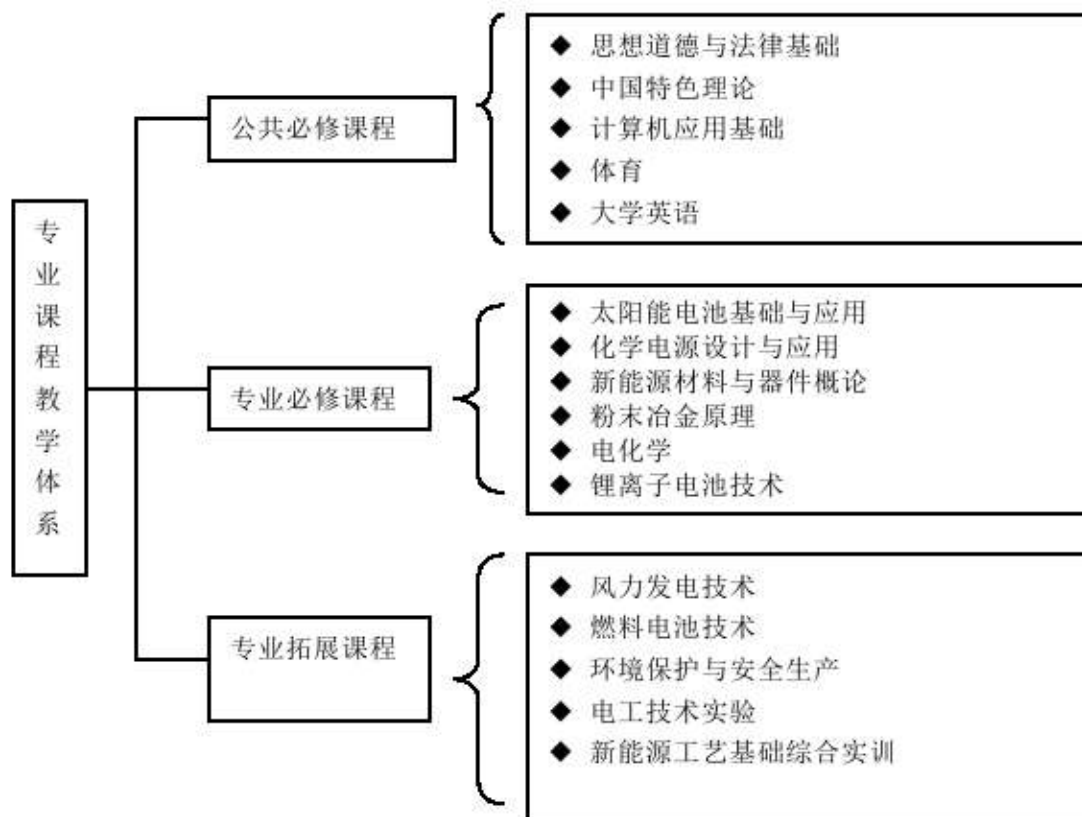 专业课程教学体系
公共必修课程
◆ 思想道德与法律基础
◆ 中国特色理论
◆ 计算机应用基础
◆ 体育
◆ 大学英语
专业必修课程
◆ 太阳能电池基础与应用
◆ 化学电源设计与应用
◆ 新能源材料与器件概论
◆ 粉末冶金原理
◆ 电化学
◆ 锂离子电池技术
专业拓展课程
◆ 风力发电技术
◆ 燃料电池技术
◆ 环境保护与安全生产
◆ 电工技术实验
◆ 新能源工艺基础综合实训